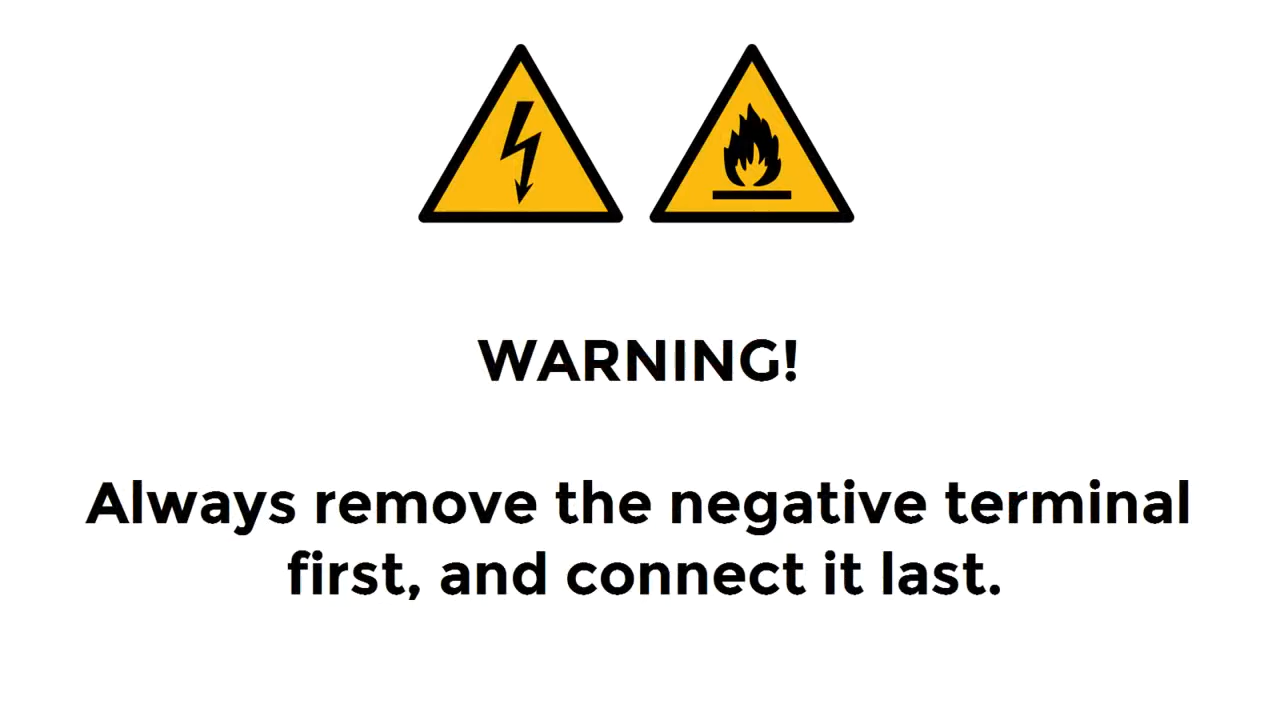 WARNING!
Always remove the negative terminal
first, and connect it last.